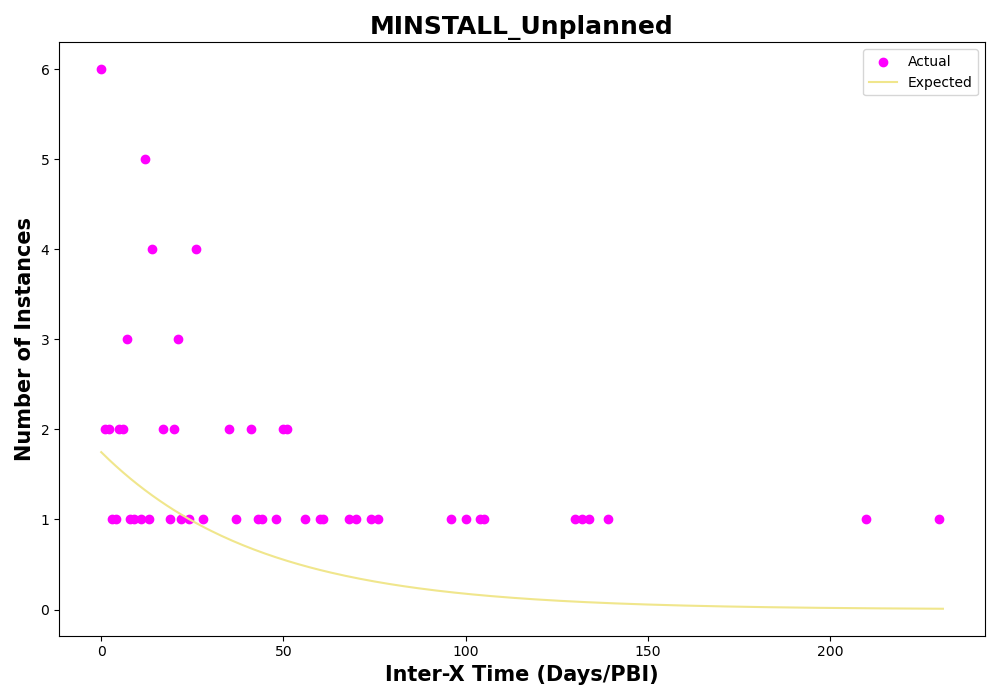 MINSTALL_Unplanned
Actual
Expected
Number of Instances
6
5
4
3
2
1
0
0
50
100
150
200
Inter-X Time (Days/PBI)